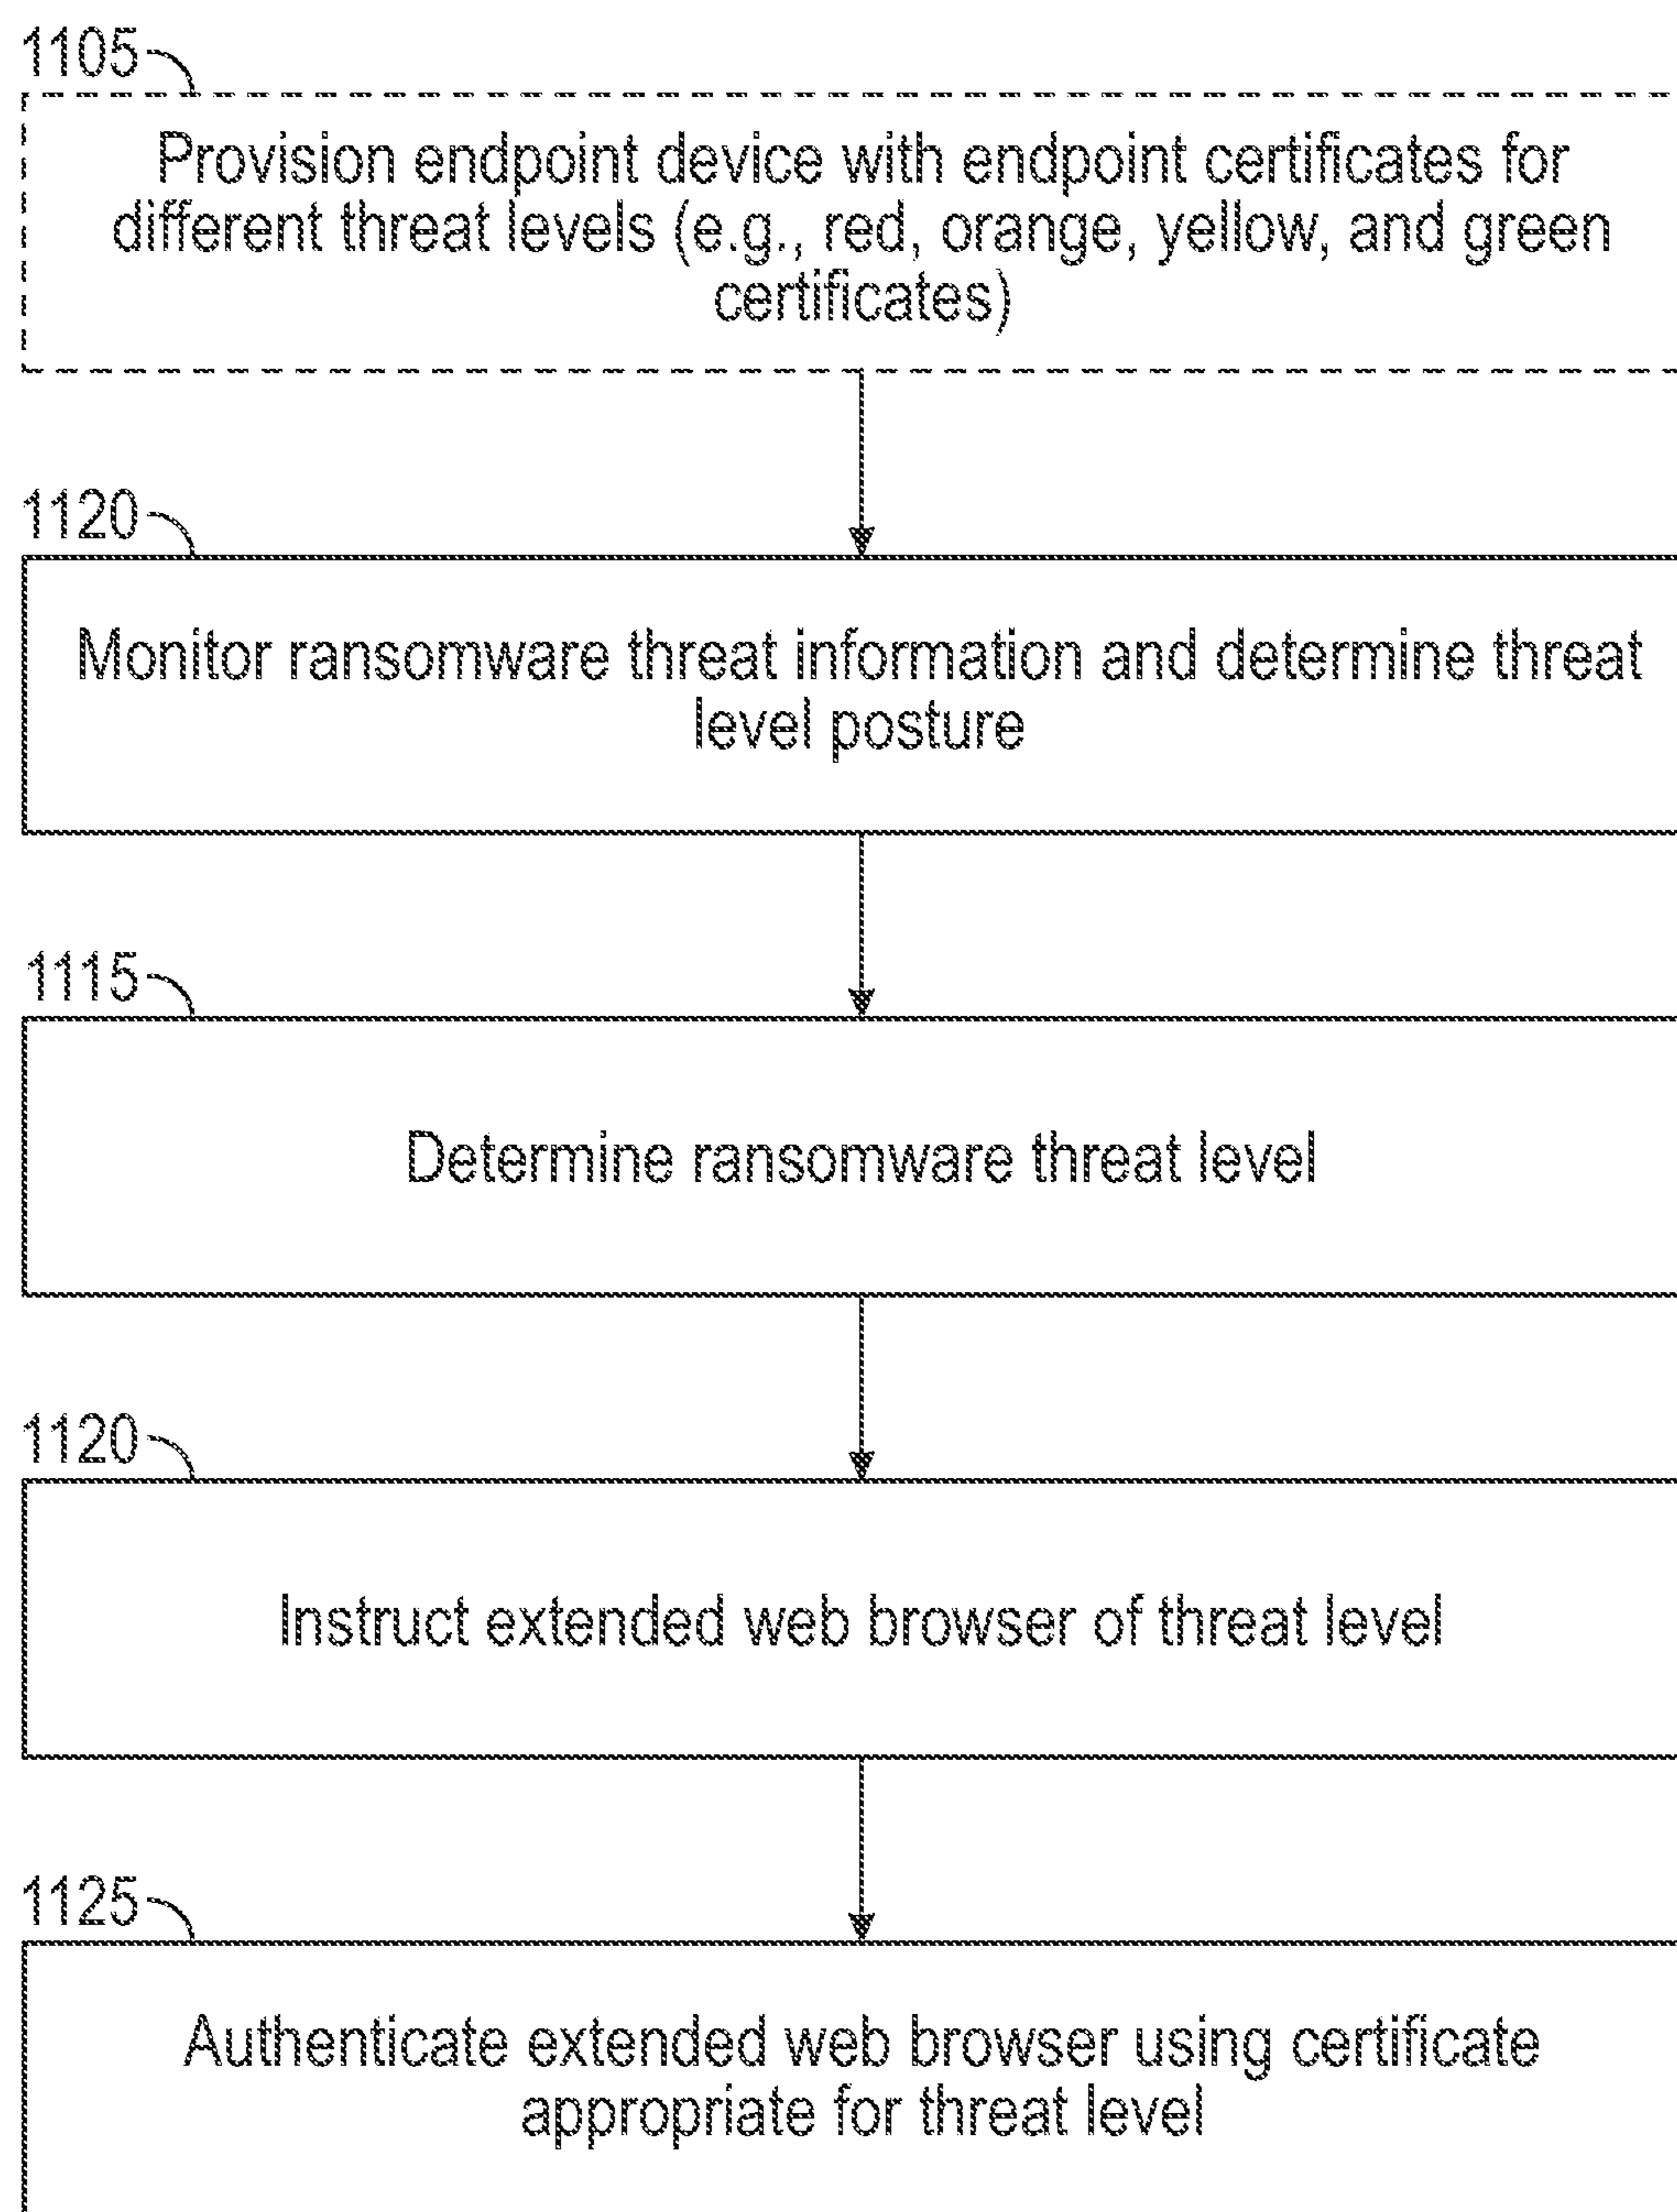 1105
Provision endpoint device with endpoint certificates for
different threat levels (e.g., red, orange, yellow, and green
certificates)
1120
Monitor ransomware threat information and determine threat
level posture
1115
Determine ransomware threat level
1120
Instruct extended web browser of threat level
1125
Authenticate extended web browser using certificate
appropriate for threat level